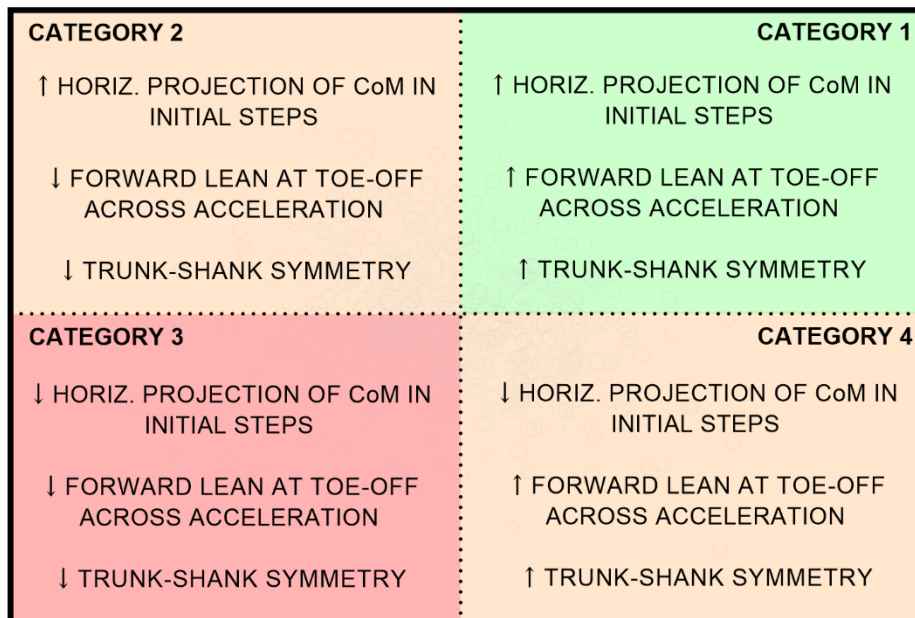 CATEGORY 2
↑ HORIZ. PROJECTION OF CoM IN
INITIAL STEPS
↓ FORWARD LEAN AT TOE-OFF
ACROSS ACCELERATION
↓ TRUNK-SHANK SYMMETRY
CATEGORY 1
↑ HORIZ. PROJECTION OF CoM IN
INITIAL STEPS
↑ FORWARD LEAN AT TOE-OFF
ACROSS ACCELERATION
↑ TRUNK-SHANK SYMMETRY
CATEGORY 3
↓ HORIZ. PROJECTION OF CoM IN
INITIAL STEPS
↓ FORWARD LEAN AT TOE-OFF
ACROSS ACCELERATION
↓ TRUNK-SHANK SYMMETRY
CATEGORY 4
↓ HORIZ. PROJECTION OF CoM IN
INITIAL STEPS
↑ FORWARD LEAN AT TOE-OFF
ACROSS ACCELERATION
↑ TRUNK-SHANK SYMMETRY